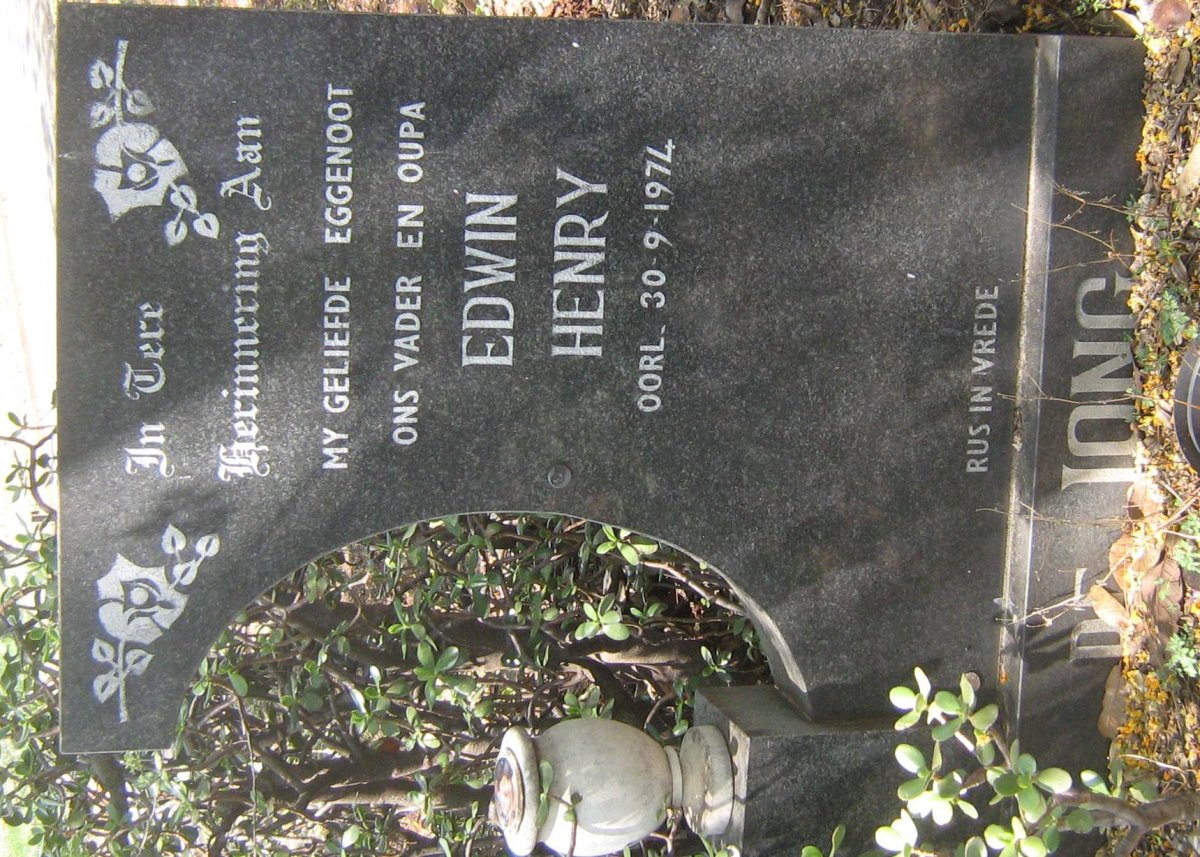 In Tere
Herinnering Aan
MY GELIEFDE EGGENOOT
ONS VADER EN OUPA
EDWIN
HENRY
OORL. 30-9-1974
RUS IN VREDE
JONG